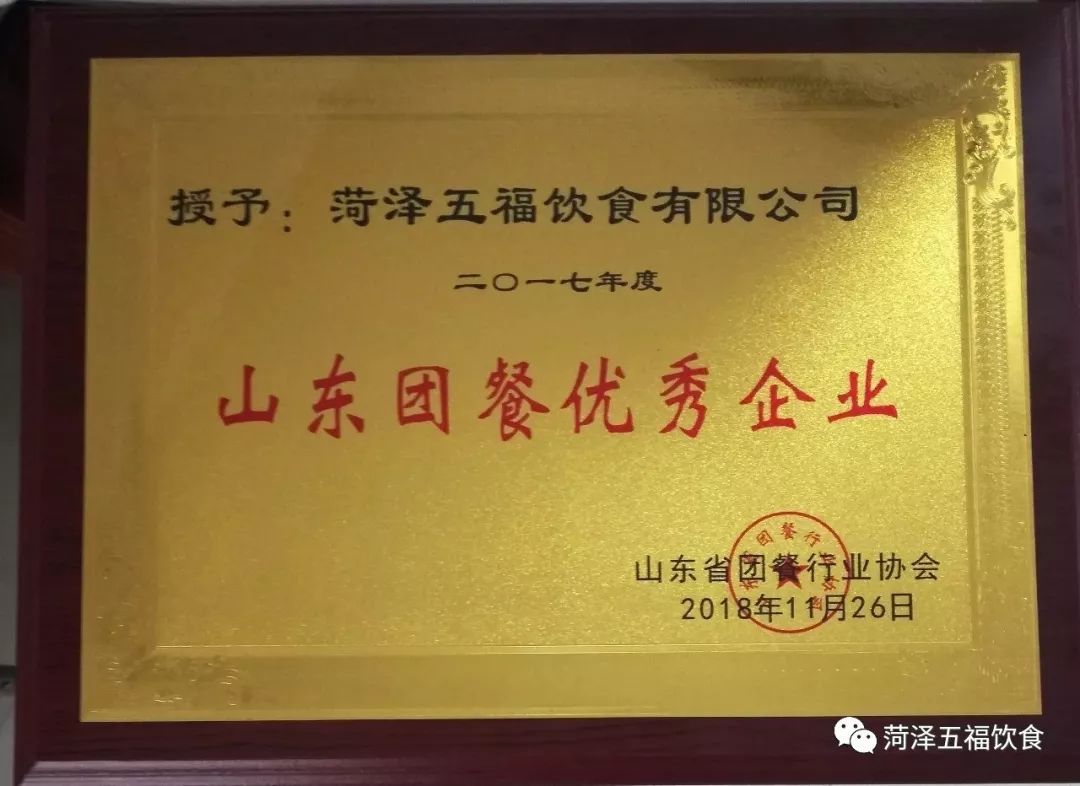 授予：菏泽五福饮食有限公司
二〇一七年度
山东团餐优秀企业
山东省团餐行业协会
2018年11月26日
菏泽五福饮食